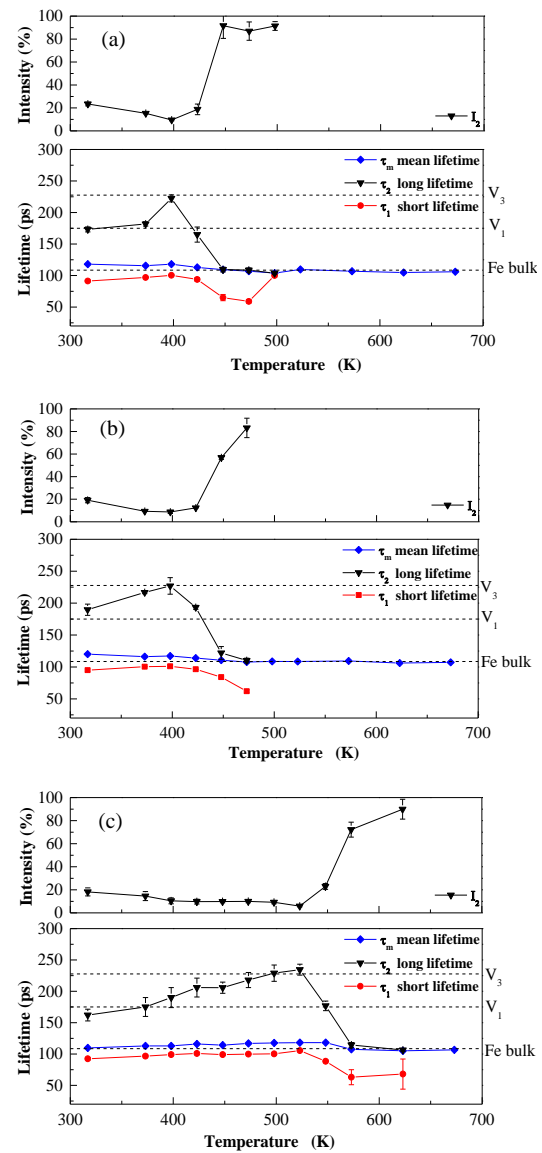 (a)
Intensity (%)
100
80
60
40
20
0
I₂
Lifetime (ps)
300
250
200
150
100
50
τₘ mean lifetime
τ₂ long lifetime
τ₁ short lifetime
V₃
V₁
Fe bulk
300 400 500 600 700
Temperature (K)
(b)
Intensity (%)
100
80
60
40
20
0
I₂
Lifetime (ps)
300
250
200
150
100
50
τₘ mean lifetime
τ₂ long lifetime
τ₁ short lifetime
V₃
V₁
Fe bulk
300 400 500 600 700
Temperature (K)
(c)
Intensity (%)
100
80
60
40
20
0
I₂
Lifetime (ps)
300
250
200
150
100
50
τₘ mean lifetime
τ₂ long lifetime
τ₁ short lifetime
V₃
V₁
Fe bulk
300 400 500 600 700
Temperature (K)